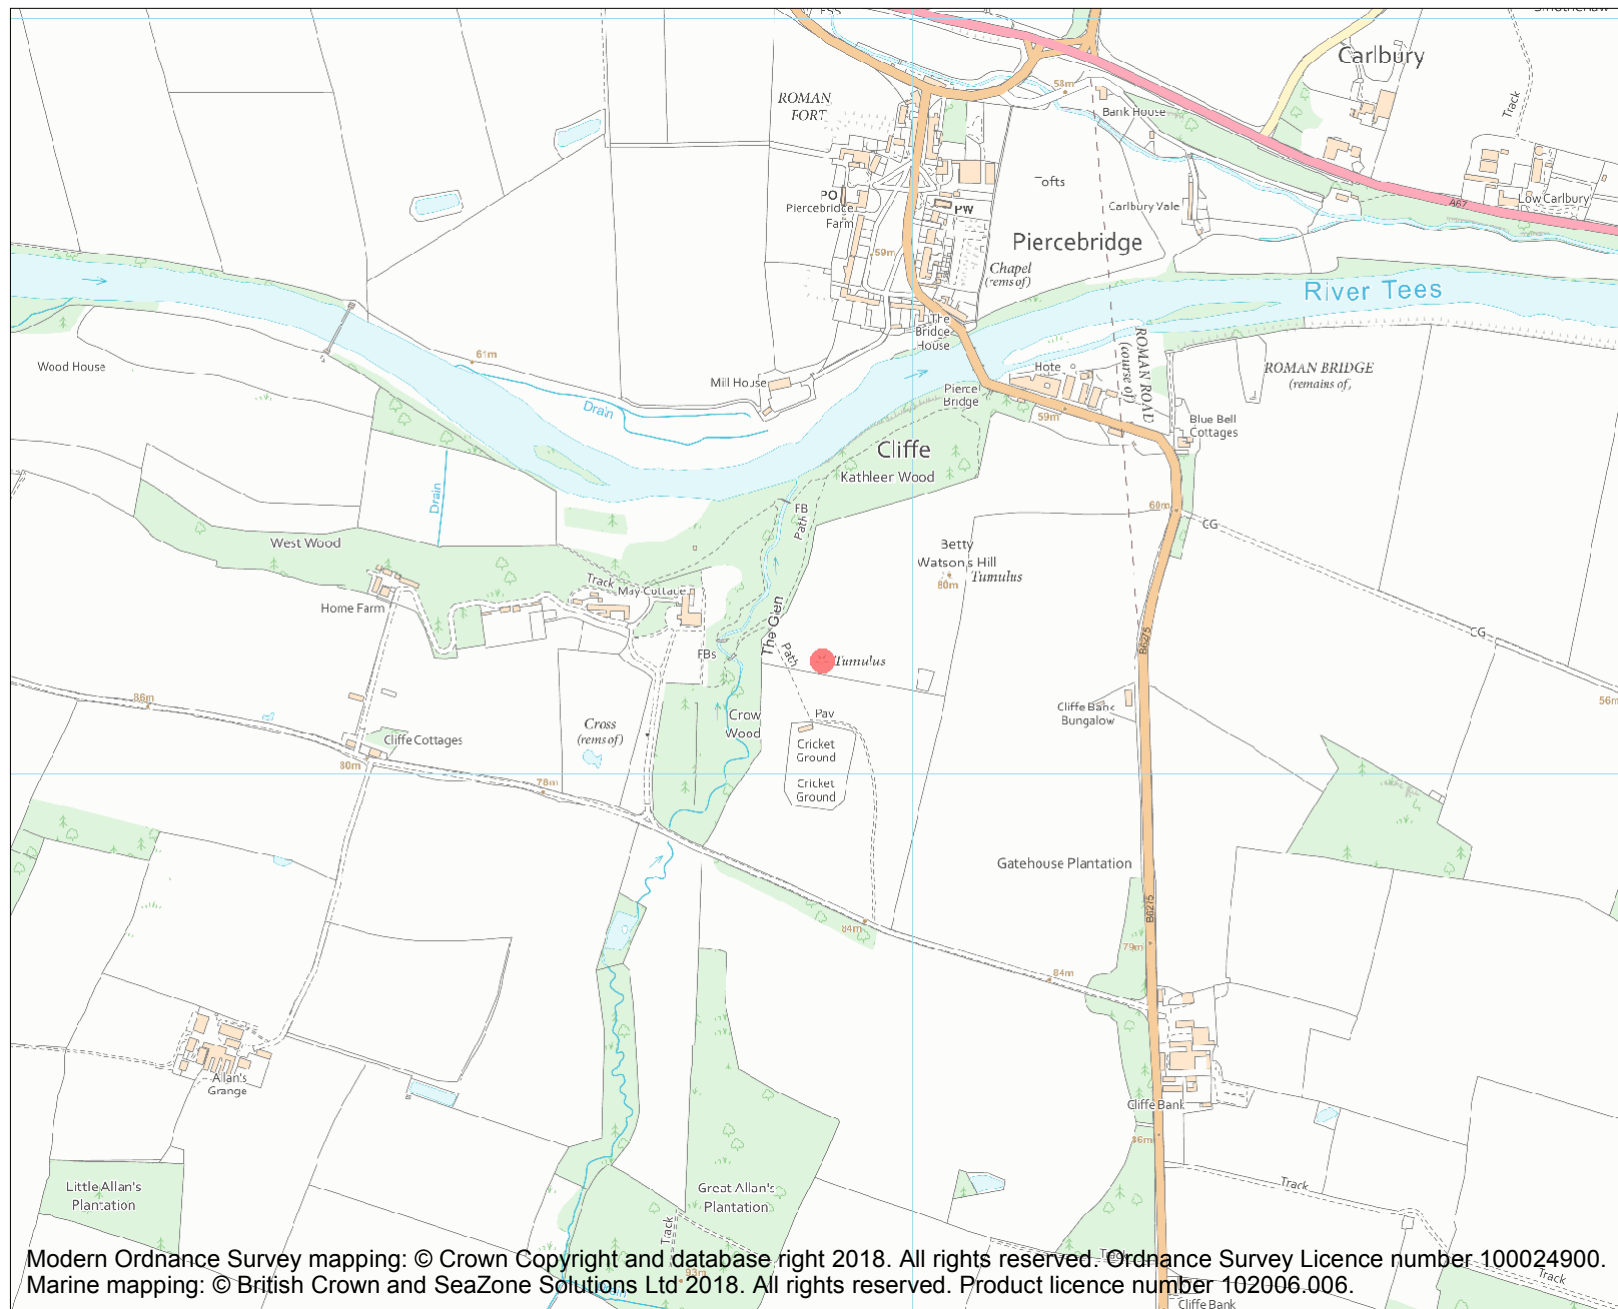 Carlbury
ROMAN
FORT
58m
Bank House
Track
PO
Piercebridge
Farm
PW
Tofts
Carlbury Vale
A67
Low Carlbury
59m
Piercebridge
Chapel
(rems of)
River Tees
The
Bridge
House
61m
Wood House
Mill House
Drain
Pierce
Bridge
Hote
59m
ROMAN ROAD
(course of)
ROMAN BRIDGE
(remains of,
Blue Bell
Cottages
Cliffe
Kathleer Wood
Drain
FB
Path
60m
CG
West Wood
Betty
Watson's Hill
80m
Tumulus
Track
May Cottage
Home Farm
The Glen
B6275
CG
FBs
Path
Tumulus
86m
56m
Cross
(rems of)
Crow
Wood
Pav
Cliffe Bank
Bungalow
Cliffe Cottages
Cricket
Ground
80m
78m
Cricket
Ground
Gatehouse Plantation
B6275
84m
79m
84m
Allan's
Grange
Cliffe Bank
86m
Little Allan's
Plantation
Great Allan's
Plantation
Track
Track
Track
Track
93m
Drain
Modern Ordnance Survey mapping: © Crown Copyright and database right 2018. All rights reserved. Ordnance Survey Licence number 100024900.
Marine mapping: © British Crown and SeaZone Solutions Ltd 2018. All rights reserved. Product licence number 102006.006.
Cliffe Bank